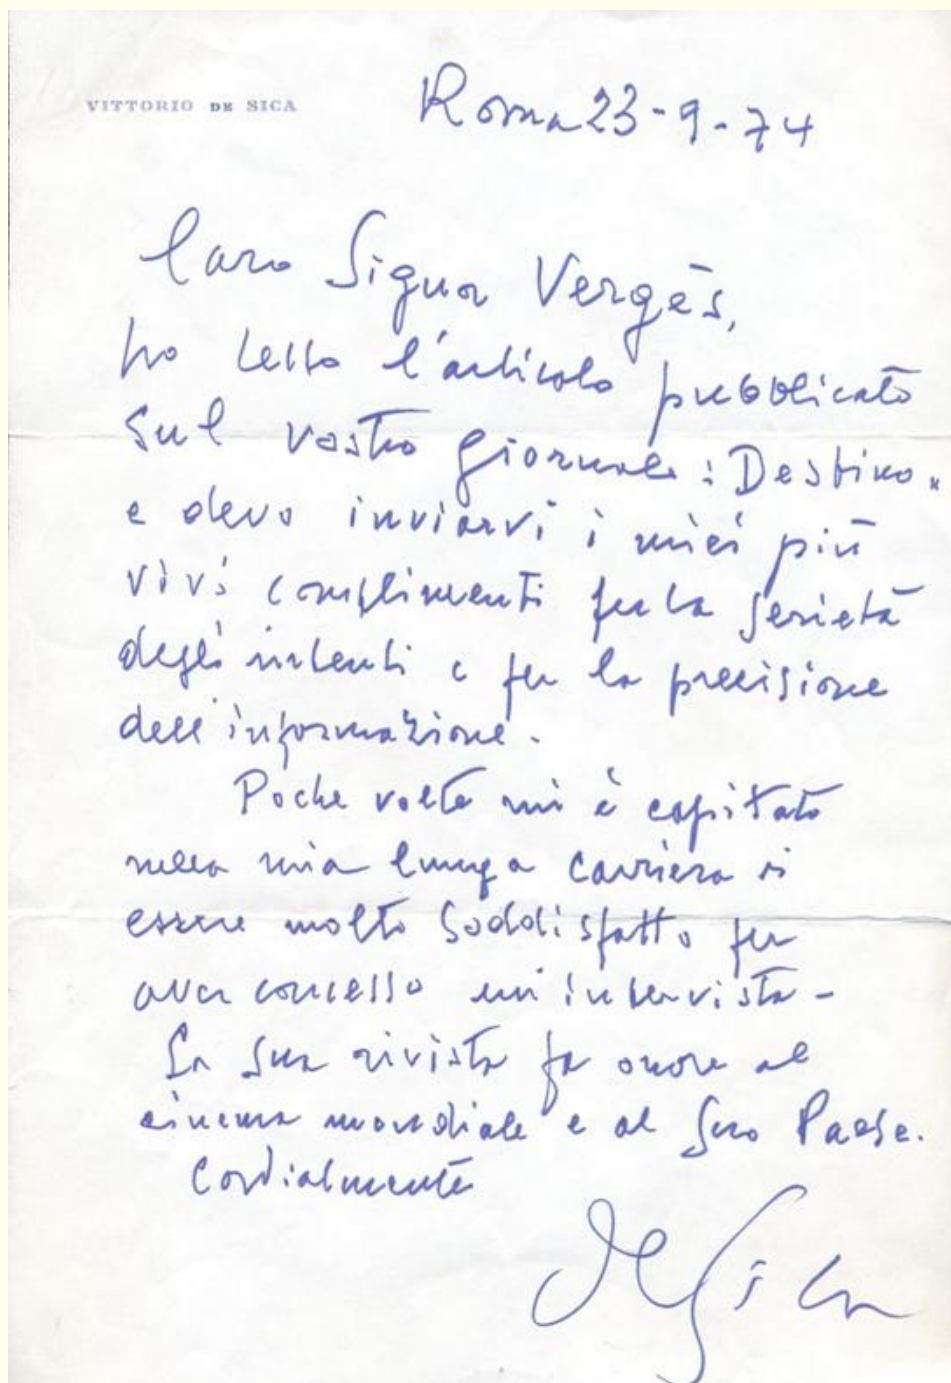 VITTORIO DE SICA
Roma 23-9-74
Caro Signor Vergés,
ho letto l'articolo pubblicato
sul vostro giornale: Destino"
e devo inviarvi i miei più
vivi complimenti per la serietà
degli intenti e per la precisione
dell'informazione.
Poche volte mi è capitato
nella mia lunga carriera di
essere molto soddisfatto per
aver concesso un'intervista-
La Sua rivista fa onore al
cinema mondiale e al Suo Paese.
Cordialmente
De Sica